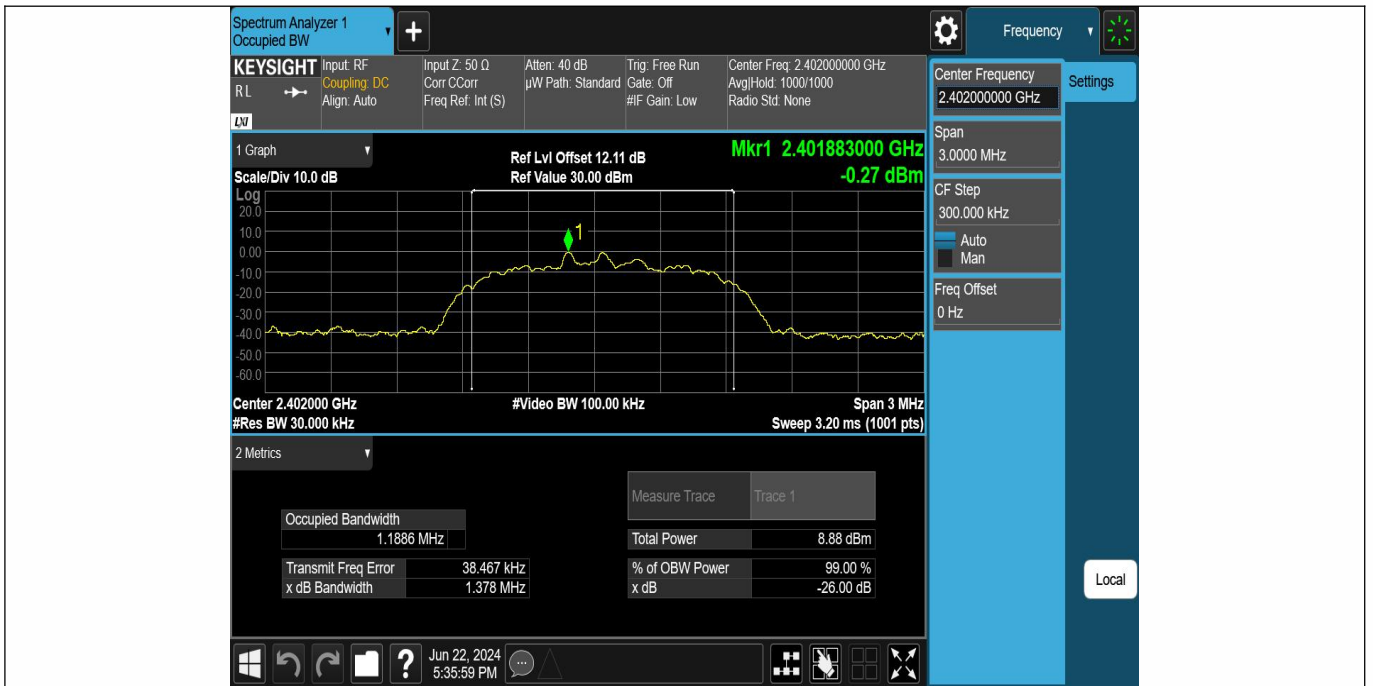 Spectrum Analyzer 1
Occupied BW
+
Frequency
KEYSIGHT
RL
LXI
Input: RF
Coupling: DC
Align: Auto
Input Z: 50 Ω
Corr CCorr
Freq Ref: Int (S)
Atten: 40 dB
µW Path: Standard
Trig: Free Run
Gate: Off
#IF Gain: Low
Center Freq: 2.402000000 GHz
Avg|Hold: 1000/1000
Radio Std: None
Center Frequency
2.402000000 GHz
Settings
Span
3.0000 MHz
CF Step
300.000 kHz
Auto
Man
Freq Offset
0 Hz
Local
1 Graph
Scale/Div 10.0 dB
Ref Lvl Offset 12.11 dB
Ref Value 30.00 dBm
Mkr1 2.401883000 GHz
-0.27 dBm
Log
20.0
10.0
0.00
-10.0
-20.0
-30.0
-40.0
-50.0
-60.0
1
Center 2.402000 GHz
#Video BW 100.00 kHz
Span 3 MHz
#Res BW 30.000 kHz
Sweep 3.20 ms (1001 pts)
2 Metrics
Measure Trace
Trace 1
Occupied Bandwidth
1.1886 MHz
Total Power
8.88 dBm
Transmit Freq Error
38.467 kHz
% of OBW Power
99.00 %
x dB Bandwidth
1.378 MHz
x dB
-26.00 dB
?
Jun 22, 2024
5:35:59 PM